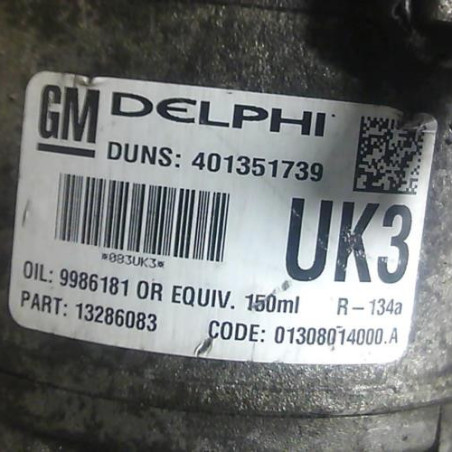 GM DELPHI
DUNS: 401351739
*083UK3*
UK3
OIL: 9986181 OR EQUIV. 150ml R-134a
PART: 13286083 CODE: 01308014000.A